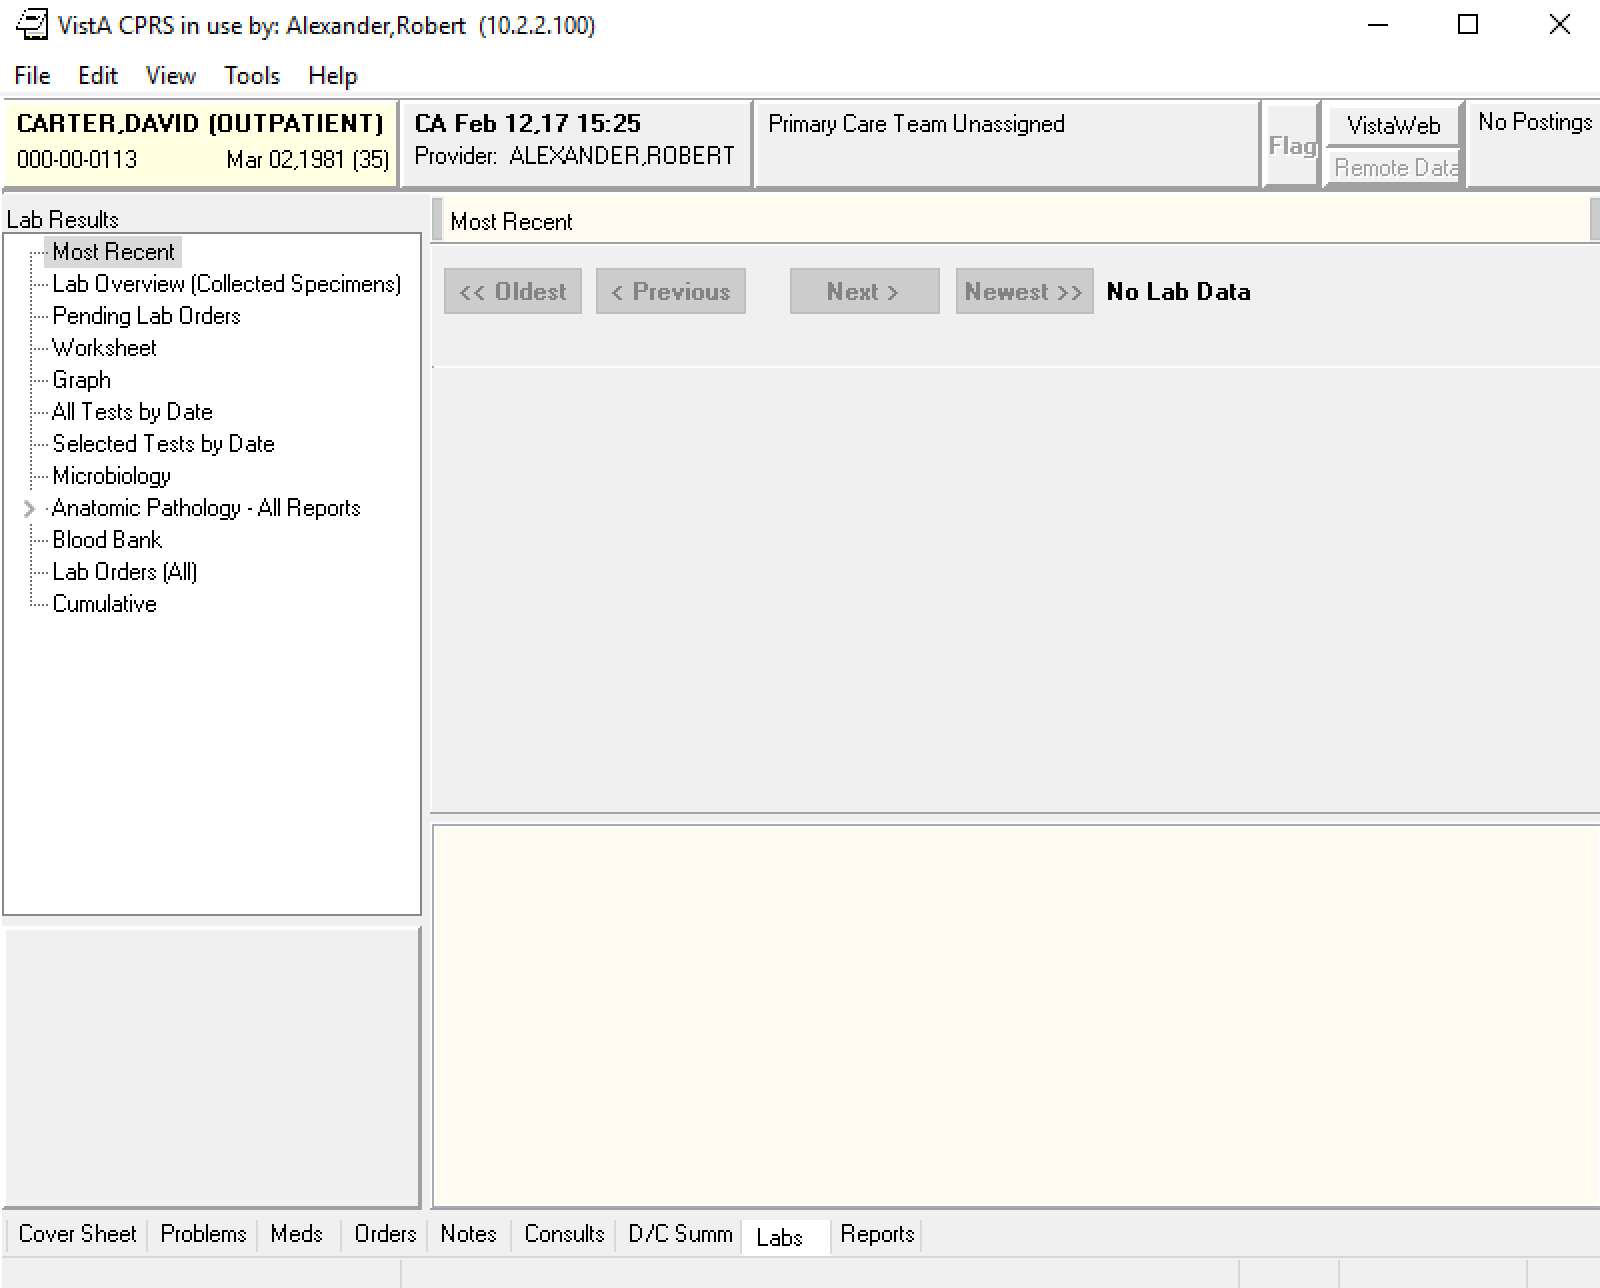 VistA CPRS in use by: Alexander,Robert (10.2.2.100)
File Edit View Tools Help
CARTER,DAVID (OUTPATIENT)
000-00-0113 Mar 02,1981 (35)
CA Feb 12,17 15:25
Provider: ALEXANDER,ROBERT
Primary Care Team Unassigned
Flag
VistaWeb
Remote Data
No Postings
Lab Results
Most Recent
Lab Overview (Collected Specimens)
Pending Lab Orders
Worksheet
Graph
All Tests by Date
Selected Tests by Date
Microbiology
Anatomic Pathology - All Reports
Blood Bank
Lab Orders (All)
Cumulative
Most Recent
<< Oldest < Previous Next > Newest >> No Lab Data
Cover Sheet Problems Meds Orders Notes Consults D/C Summ Labs Reports